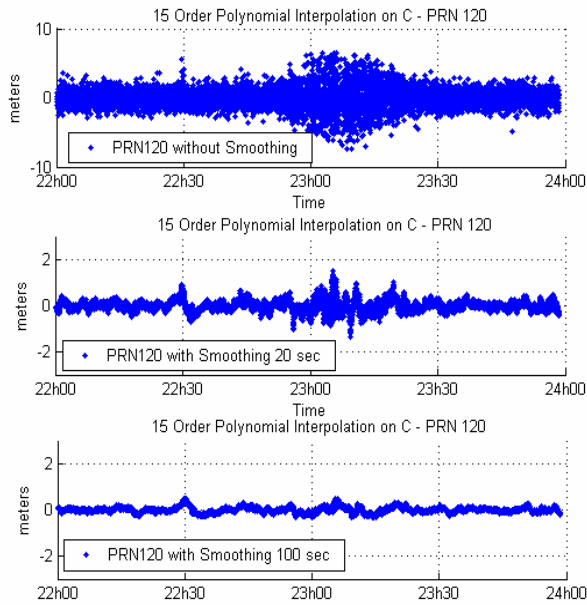 15 Order Polynomial Interpolation on C - PRN 120
10
0
-10
meters
PRN120 without Smoothing
22h00 22h30 23h00 23h30 24h00
Time
15 Order Polynomial Interpolation on C - PRN 120
2
0
-2
meters
PRN120 with Smoothing 20 sec
22h00 22h30 23h00 23h30 24h00
Time
15 Order Polynomial Interpolation on C - PRN 120
2
0
-2
meters
PRN120 with Smoothing 100 sec
22h00 22h30 23h00 23h30 24h00